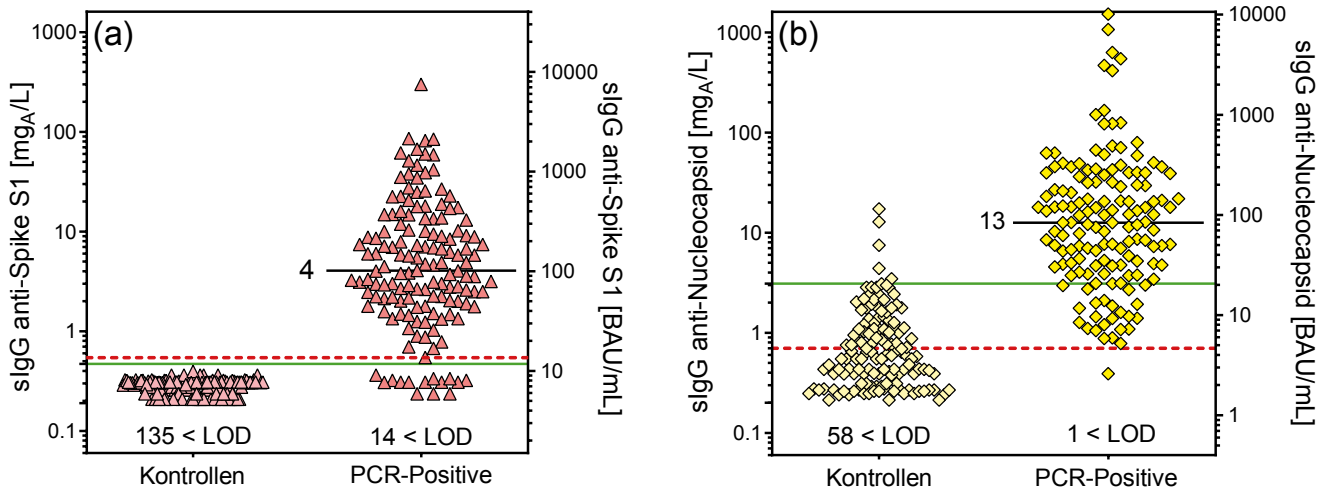 (a)
sIgG anti-Spike S1 [mgA/L]
1000
100
10
1
0.1
4
135 < LOD
14 < LOD
Kontrollen
PCR-Positive
10000
1000
100
10
sIgG anti-Spike S1 [BAU/mL]
(b)
sIgG anti-Nucleocapsid [mgA/L]
1000
100
10
1
0.1
13
58 < LOD
1 < LOD
Kontrollen
PCR-Positive
10000
1000
100
10
1
sIgG anti-Nucleocapsid [BAU/mL]